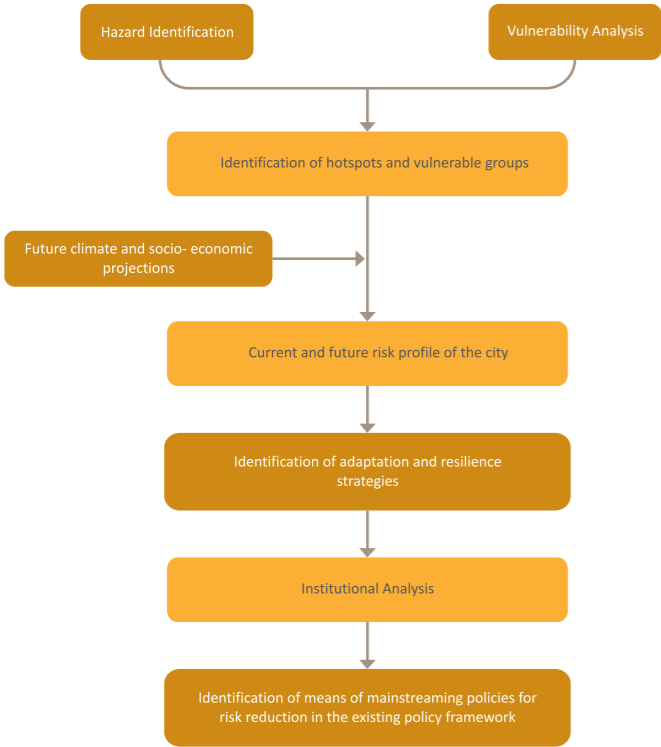 Hazard Identification
Vulnerability Analysis
Identification of hotspots and vulnerable groups
Future climate and socio- economic
projections
Current and future risk profile of the city
Identification of adaptation and resilience
strategies
Institutional Analysis
Identification of means of mainstreaming policies for
risk reduction in the existing policy framework